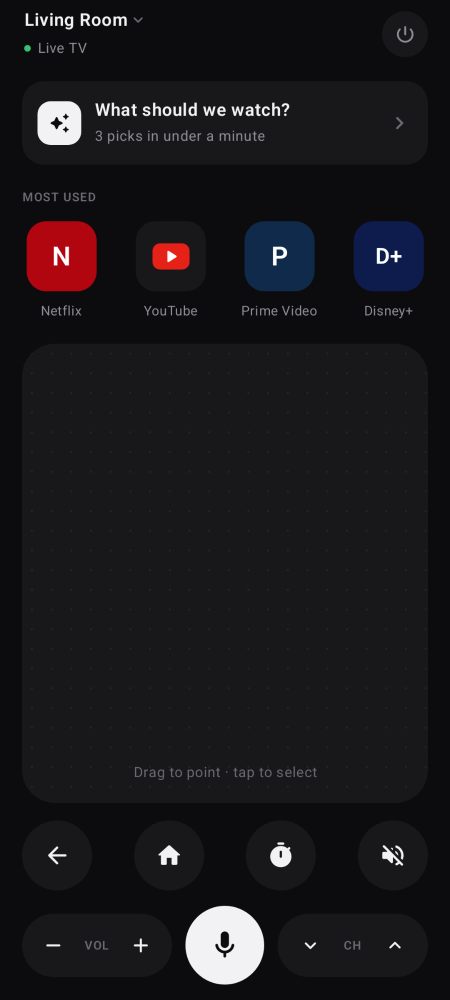 Living Room
Live TV
What should we watch?
3 picks in under a minute
MOST USED
N
P
D+
Netflix
YouTube
Prime Video
Disney+
Drag to point · tap to select
VOL
CH